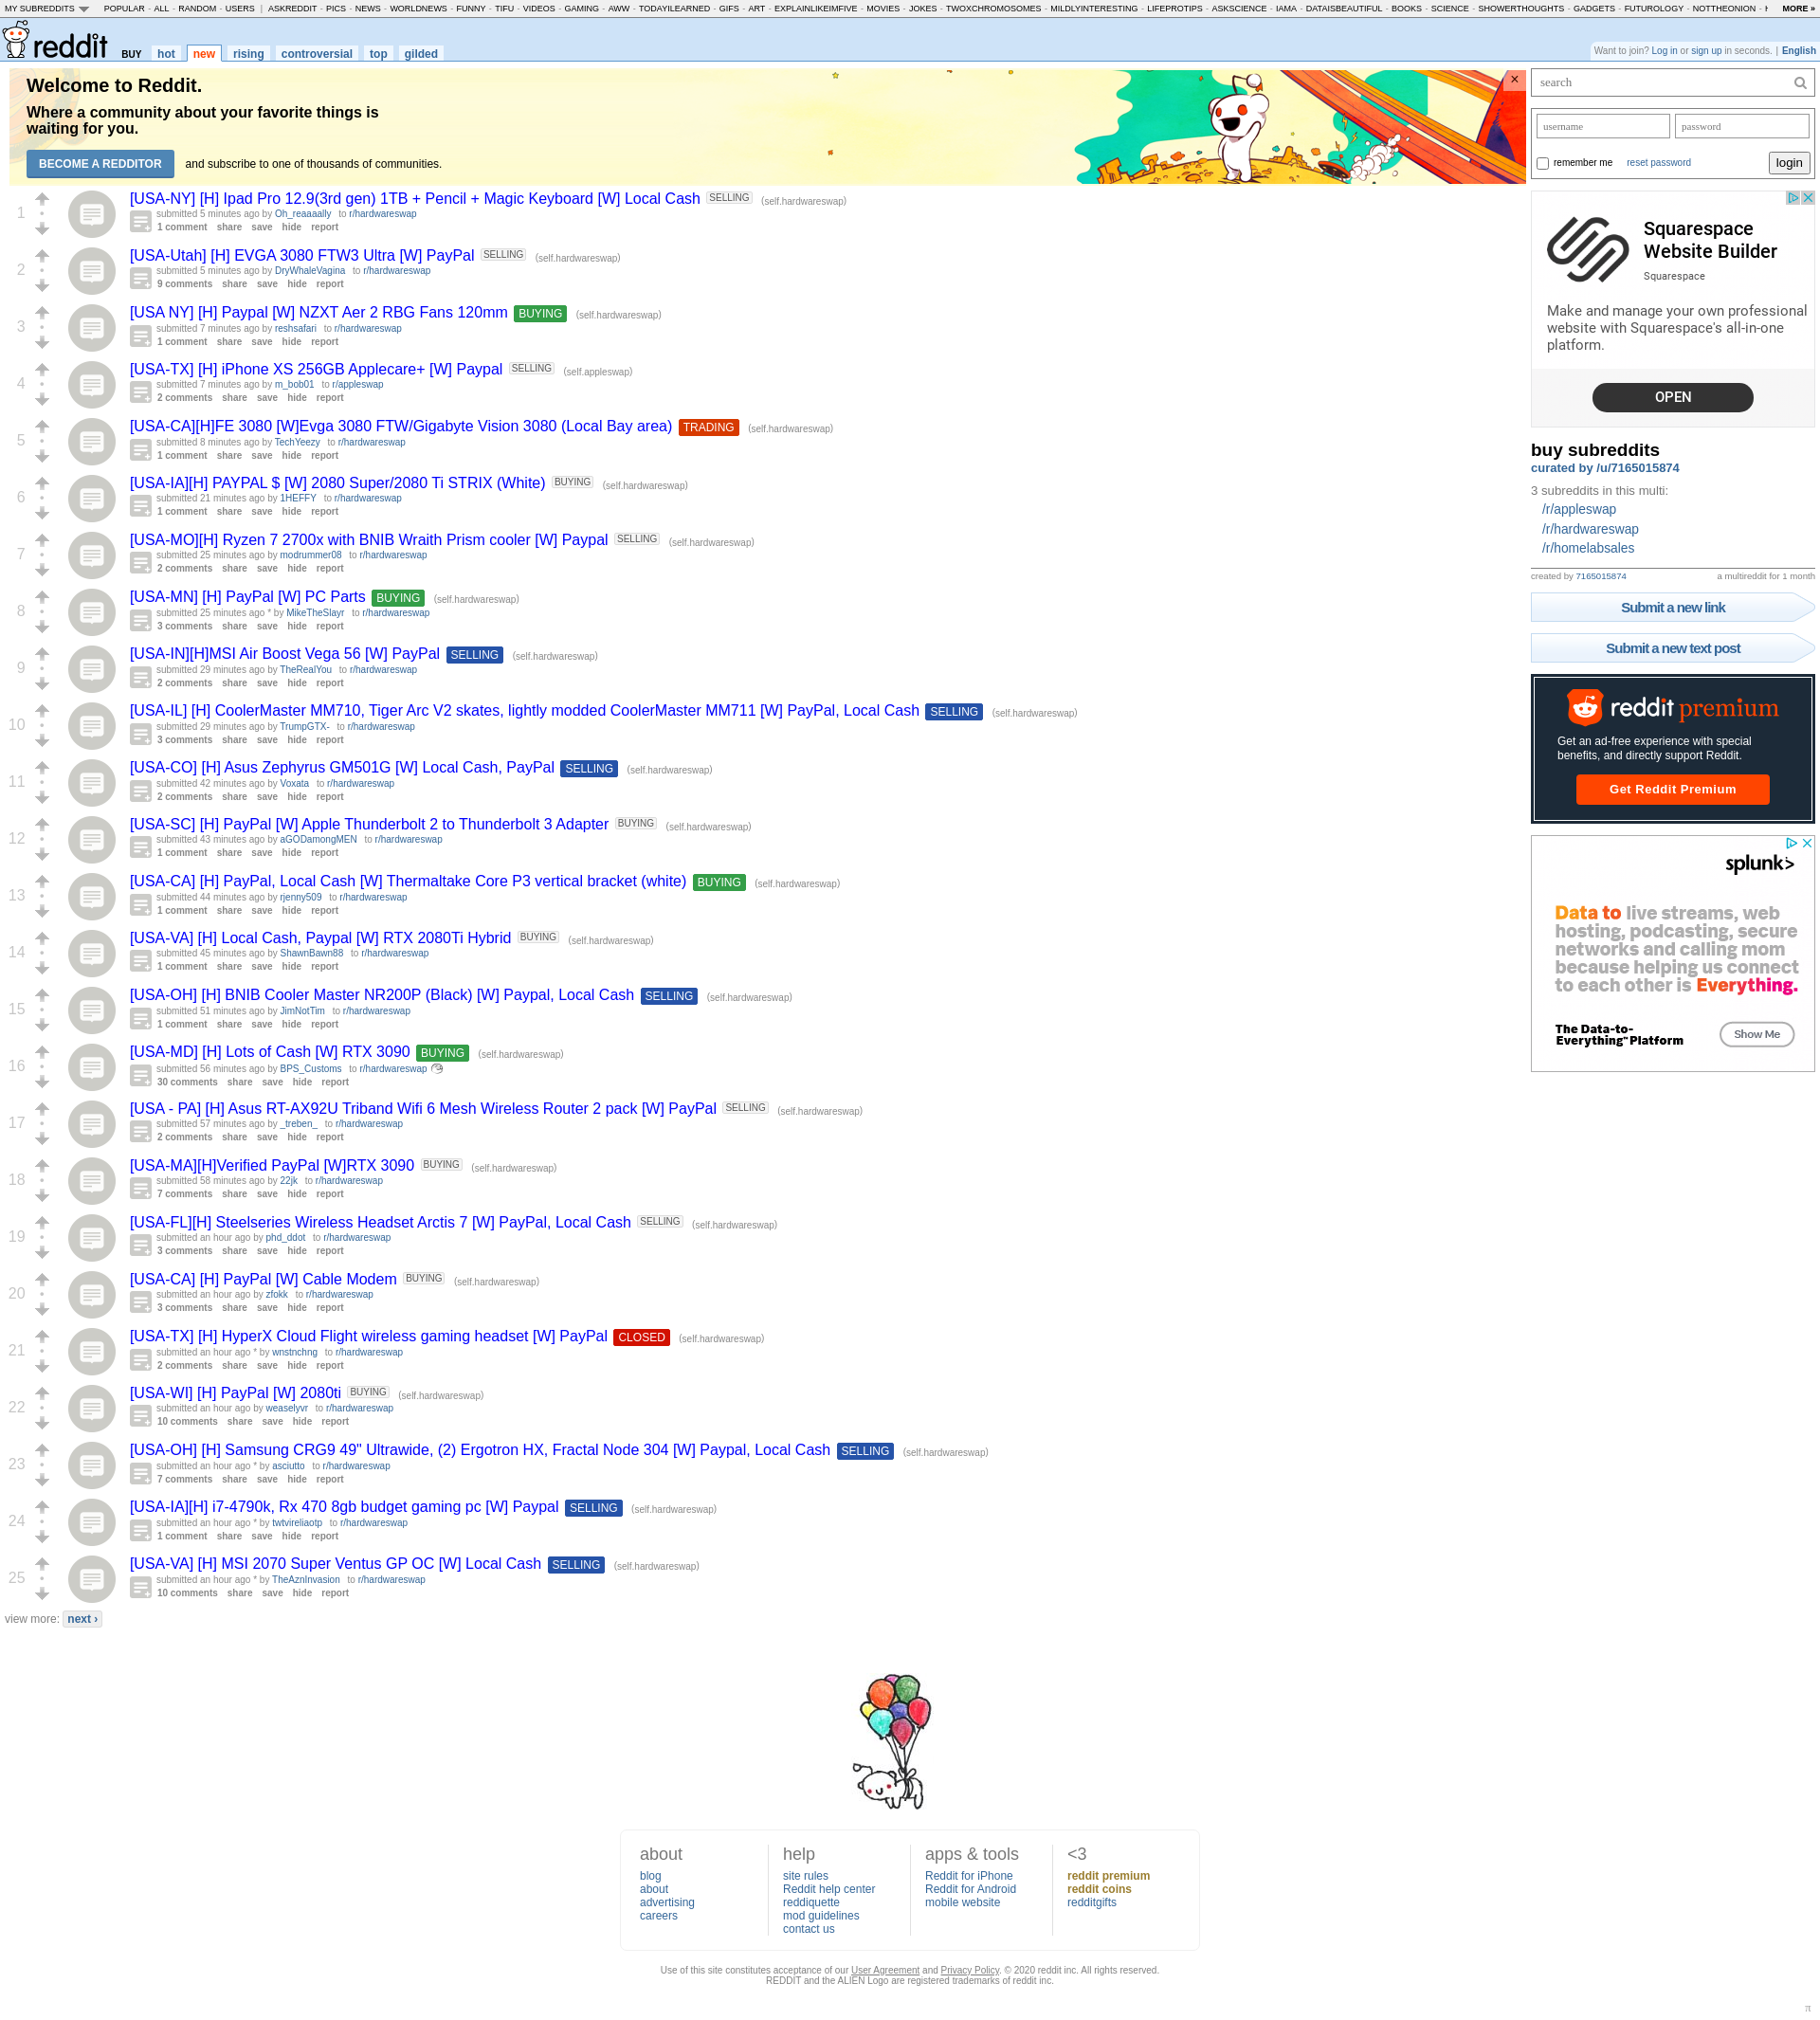 MY SUBREDDITS POPULAR - ALL - RANDOM - USERS | ASKREDDIT - PICS - NEWS - WORLDNEWS - FUNNY - TIFU - VIDEOS - GAMING - AWW - TODAYILEARNED - GIFS - ART - EXPLAINLIKEIMFIVE - MOVIES - JOKES - TWOXCHROMOSOMES - MILDLYINTERESTING - LIFEPROTIPS - ASKSCIENCE - IAMA - DATAISBEAUTIFUL - BOOKS - SCIENCE - SHOWERTHOUGHTS - GADGETS - FUTUROLOGY - NOTTHEONION - MORE »
reddit BUY hot new rising controversial top gilded
Want to join? Log in or sign up in seconds. | English
Welcome to Reddit.
Where a community about your favorite things is
waiting for you.
BECOME A REDDITOR and subscribe to one of thousands of communities.
×
1
[USA-NY] [H] Ipad Pro 12.9(3rd gen) 1TB + Pencil + Magic Keyboard [W] Local Cash SELLING (self.hardwareswap)
submitted 5 minutes ago by Oh_reaaaally to r/hardwareswap
1 comment share save hide report
2
[USA-Utah] [H] EVGA 3080 FTW3 Ultra [W] PayPal SELLING (self.hardwareswap)
submitted 5 minutes ago by DryWhaleVagina to r/hardwareswap
9 comments share save hide report
3
[USA NY] [H] Paypal [W] NZXT Aer 2 RBG Fans 120mm BUYING (self.hardwareswap)
submitted 7 minutes ago by reshsafari to r/hardwareswap
1 comment share save hide report
4
[USA-TX] [H] iPhone XS 256GB Applecare+ [W] Paypal SELLING (self.appleswap)
submitted 7 minutes ago by m_bob01 to r/appleswap
2 comments share save hide report
5
[USA-CA][H]FE 3080 [W]Evga 3080 FTW/Gigabyte Vision 3080 (Local Bay area) TRADING (self.hardwareswap)
submitted 8 minutes ago by TechYeezy to r/hardwareswap
1 comment share save hide report
6
[USA-IA][H] PAYPAL $ [W] 2080 Super/2080 Ti STRIX (White) BUYING (self.hardwareswap)
submitted 21 minutes ago by 1HEFFY to r/hardwareswap
1 comment share save hide report
7
[USA-MO][H] Ryzen 7 2700x with BNIB Wraith Prism cooler [W] Paypal SELLING (self.hardwareswap)
submitted 25 minutes ago by modrummer08 to r/hardwareswap
2 comments share save hide report
8
[USA-MN] [H] PayPal [W] PC Parts BUYING (self.hardwareswap)
submitted 25 minutes ago * by MikeTheSlayr to r/hardwareswap
3 comments share save hide report
9
[USA-IN][H]MSI Air Boost Vega 56 [W] PayPal SELLING (self.hardwareswap)
submitted 29 minutes ago by TheRealYou to r/hardwareswap
2 comments share save hide report
10
[USA-IL] [H] CoolerMaster MM710, Tiger Arc V2 skates, lightly modded CoolerMaster MM711 [W] PayPal, Local Cash SELLING (self.hardwareswap)
submitted 29 minutes ago by TrumpGTX- to r/hardwareswap
3 comments share save hide report
11
[USA-CO] [H] Asus Zephyrus GM501G [W] Local Cash, PayPal SELLING (self.hardwareswap)
submitted 42 minutes ago by Voxata to r/hardwareswap
2 comments share save hide report
12
[USA-SC] [H] PayPal [W] Apple Thunderbolt 2 to Thunderbolt 3 Adapter BUYING (self.hardwareswap)
submitted 43 minutes ago by aGODamongMEN to r/hardwareswap
1 comment share save hide report
13
[USA-CA] [H] PayPal, Local Cash [W] Thermaltake Core P3 vertical bracket (white) BUYING (self.hardwareswap)
submitted 44 minutes ago by rjenny509 to r/hardwareswap
1 comment share save hide report
14
[USA-VA] [H] Local Cash, Paypal [W] RTX 2080Ti Hybrid BUYING (self.hardwareswap)
submitted 45 minutes ago by ShawnBawn88 to r/hardwareswap
1 comment share save hide report
15
[USA-OH] [H] BNIB Cooler Master NR200P (Black) [W] Paypal, Local Cash SELLING (self.hardwareswap)
submitted 51 minutes ago by JimNotTim to r/hardwareswap
1 comment share save hide report
16
[USA-MD] [H] Lots of Cash [W] RTX 3090 BUYING (self.hardwareswap)
submitted 56 minutes ago by BPS_Customs to r/hardwareswap
30 comments share save hide report
17
[USA - PA] [H] Asus RT-AX92U Triband Wifi 6 Mesh Wireless Router 2 pack [W] PayPal SELLING (self.hardwareswap)
submitted 57 minutes ago by _treben_ to r/hardwareswap
2 comments share save hide report
18
[USA-MA][H]Verified PayPal [W]RTX 3090 BUYING (self.hardwareswap)
submitted 58 minutes ago by 22jk to r/hardwareswap
7 comments share save hide report
19
[USA-FL][H] Steelseries Wireless Headset Arctis 7 [W] PayPal, Local Cash SELLING (self.hardwareswap)
submitted an hour ago by phd_ddot to r/hardwareswap
3 comments share save hide report
20
[USA-CA] [H] PayPal [W] Cable Modem BUYING (self.hardwareswap)
submitted an hour ago by zfokk to r/hardwareswap
3 comments share save hide report
21
[USA-TX] [H] HyperX Cloud Flight wireless gaming headset [W] PayPal CLOSED (self.hardwareswap)
submitted an hour ago * by wnstnchng to r/hardwareswap
2 comments share save hide report
22
[USA-WI] [H] PayPal [W] 2080ti BUYING (self.hardwareswap)
submitted an hour ago by weaselyvr to r/hardwareswap
10 comments share save hide report
23
[USA-OH] [H] Samsung CRG9 49" Ultrawide, (2) Ergotron HX, Fractal Node 304 [W] Paypal, Local Cash SELLING (self.hardwareswap)
submitted an hour ago * by asciutto to r/hardwareswap
7 comments share save hide report
24
[USA-IA][H] i7-4790k, Rx 470 8gb budget gaming pc [W] Paypal SELLING (self.hardwareswap)
submitted an hour ago * by twtvireliaotp to r/hardwareswap
1 comment share save hide report
25
[USA-VA] [H] MSI 2070 Super Ventus GP OC [W] Local Cash SELLING (self.hardwareswap)
submitted an hour ago * by TheAznInvasion to r/hardwareswap
10 comments share save hide report
view more: next ›
search
username password
remember me reset password login
Squarespace
Website Builder
Squarespace
Make and manage your own professional
website with Squarespace's all-in-one
platform.
OPEN
buy subreddits
curated by /u/7165015874
3 subreddits in this multi:
/r/appleswap
/r/hardwareswap
/r/homelabsales
created by 7165015874 a multireddit for 1 month
Submit a new link
Submit a new text post
reddit premium
Get an ad-free experience with special
benefits, and directly support Reddit.
Get Reddit Premium
splunk>
Data to live streams, web
hosting, podcasting, secure
networks and calling mom
because helping us connect
to each other is Everything.
The Data-to-
Everything™ Platform
Show Me
about
blog
about
advertising
careers
help
site rules
Reddit help center
reddiquette
mod guidelines
contact us
apps & tools
Reddit for iPhone
Reddit for Android
mobile website
<3
reddit premium
reddit coins
redditgifts
Use of this site constitutes acceptance of our User Agreement and Privacy Policy. © 2020 reddit inc. All rights reserved.
REDDIT and the ALIEN Logo are registered trademarks of reddit inc.
π